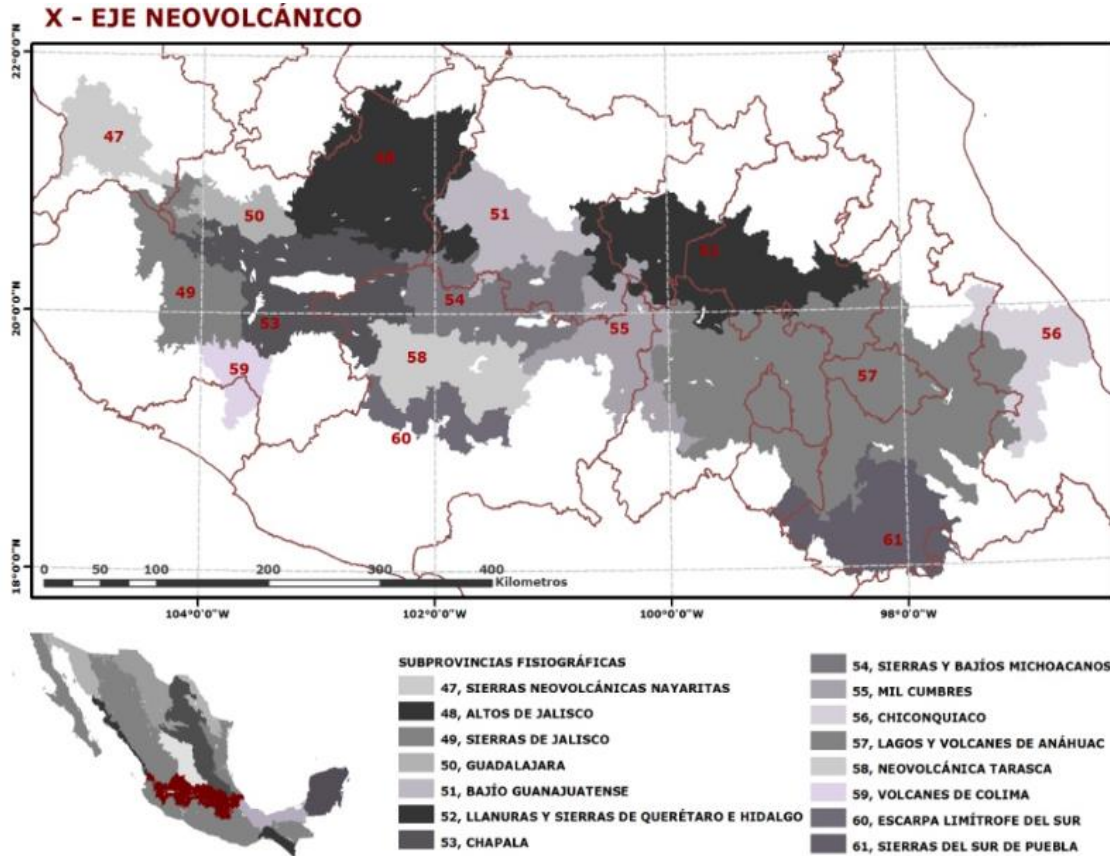 X - EJE NEOVOLCÁNICO
22°0'0"N
20°0'0"N
18°0'0"N
47
48
50
51
52
49
54
53
55
56
58
57
59
60
61
0 50 100 200 300 400
Kilometros
104°0'0"W 102°0'0"W 100°0'0"W 98°0'0"W
SUBPROVINCIAS FISIOGRÁFICAS
47, SIERRAS NEOVOLCÁNICAS NAYARITAS
48, ALTOS DE JALISCO
49, SIERRAS DE JALISCO
50, GUADALAJARA
51, BAJÍO GUANAJUATENSE
52, LLANURAS Y SIERRAS DE QUERÉTARO E HIDALGO
53, CHAPALA
54, SIERRAS Y BAJÍOS MICHOACANOS
55, MIL CUMBRES
56, CHICONQUIACO
57, LAGOS Y VOLCANES DE ANÁHUAC
58, NEOVOLCÁNICA TARASCA
59, VOLCANES DE COLIMA
60, ESCARPA LIMÍTROFE DEL SUR
61, SIERRAS DEL SUR DE PUEBLA